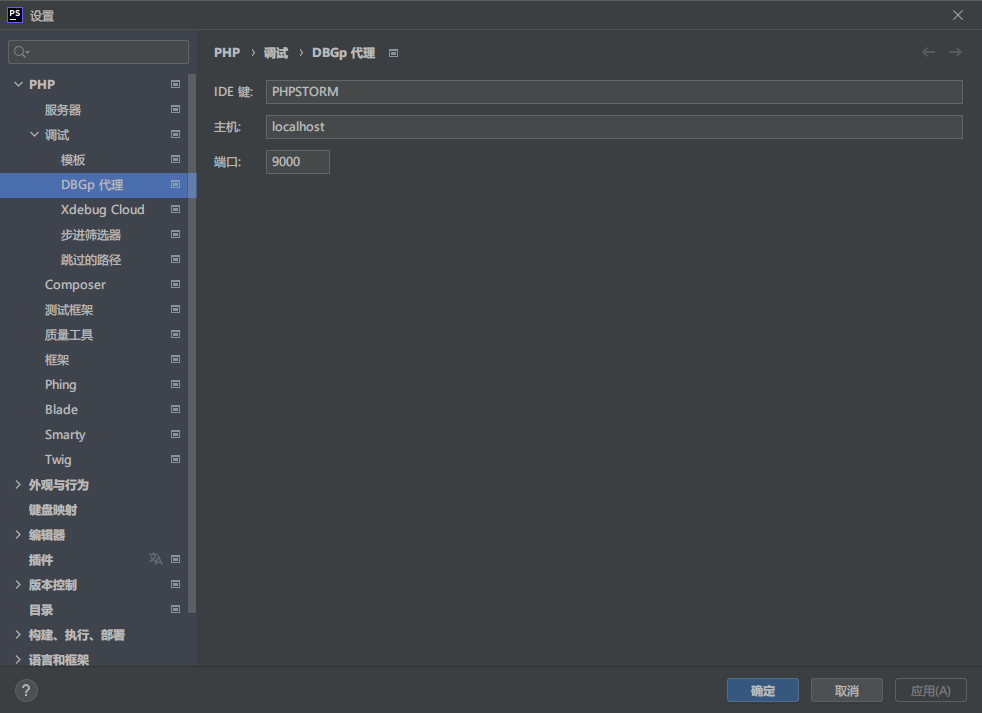 PS 设置
PHP › 调试 › DBGp 代理
IDE 键: PHPSTORM
主机: localhost
端口: 9000
PHP
服务器
调试
模板
DBGp 代理
Xdebug Cloud
步进筛选器
跳过的路径
Composer
测试框架
质量工具
框架
Phing
Blade
Smarty
Twig
外观与行为
键盘映射
编辑器
插件
版本控制
目录
构建、执行、部署
语言和框架
? 确定 取消 应用(A)